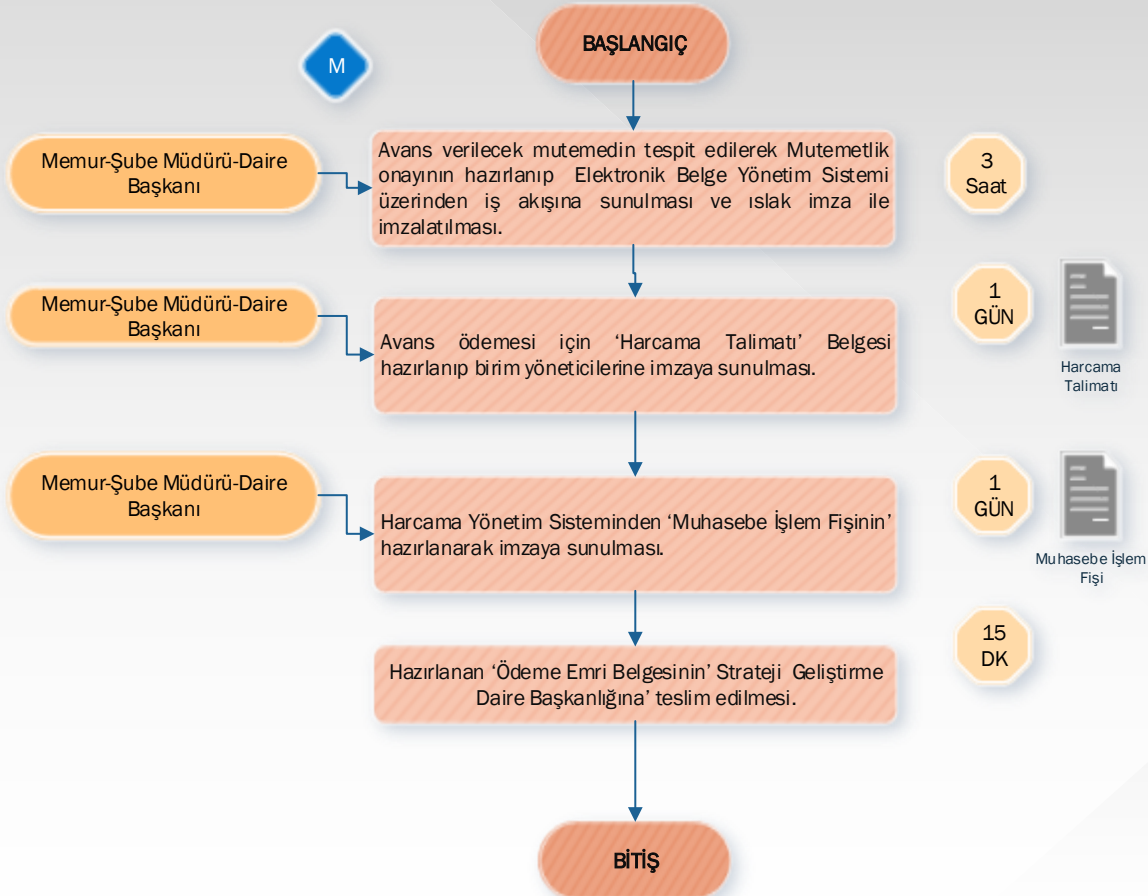 BAŞLANGIÇ
M
Memur-Şube Müdürü-Daire
Başkanı
Avans verilecek mutemedin tespit edilerek Mutemetlik
onayının hazırlanıp Elektronik Belge Yönetim Sistemi
üzerinden iş akışına sunulması ve ıslak imza ile
imzalatılması.
3
Saat
Memur-Şube Müdürü-Daire
Başkanı
Avans ödemesi için ‘Harcama Talimatı’ Belgesi
hazırlanıp birim yöneticilerine imzaya sunulması.
1
GÜN
Harcama
Talimatı
Memur-Şube Müdürü-Daire
Başkanı
Harcama Yönetim Sisteminden ‘Muhasebe İşlem Fişinin’
hazırlanarak imzaya sunulması.
1
GÜN
Muhasebe İşlem
Fişi
Hazırlanan ‘Ödeme Emri Belgesinin’ Strateji Geliştirme
Daire Başkanlığına’ teslim edilmesi.
15
DK
BİTİŞ